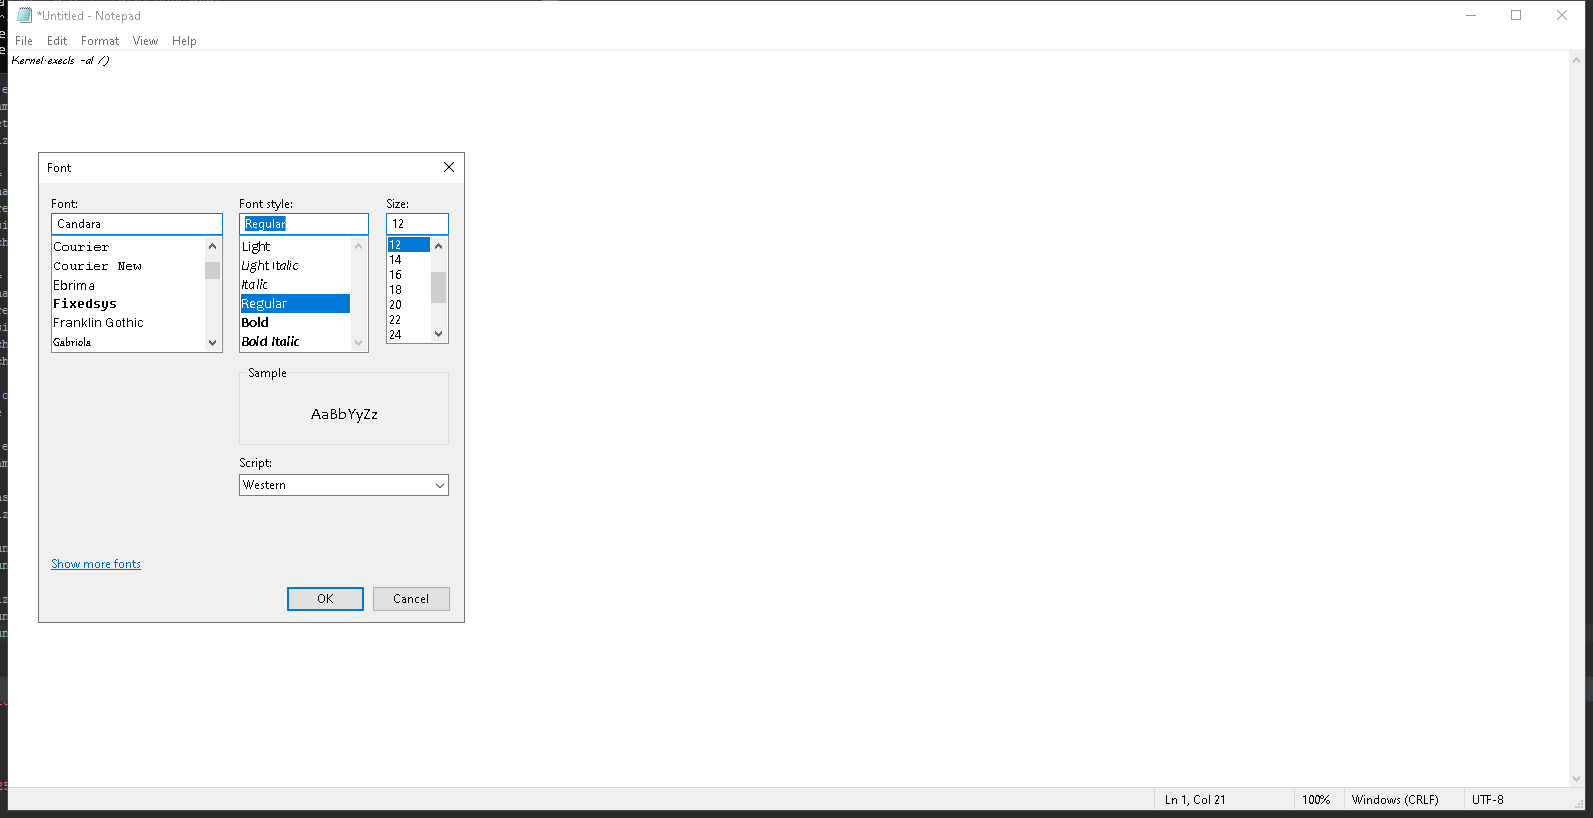 *Untitled - Notepad
File Edit Format View Help
Kernel.execls -al /)
Font
Font: Font style: Size:
Candara Regular 12
Courier Light 12
Courier New Light Italic 14
Ebrima Italic 16
Fixedsys Regular 18
Franklin Gothic Bold 20
Gabriola Bold Italic 22
24
Sample
AaBbYyZz
Script:
Western
Show more fonts
OK Cancel
Ln 1, Col 21 100% Windows (CRLF) UTF-8